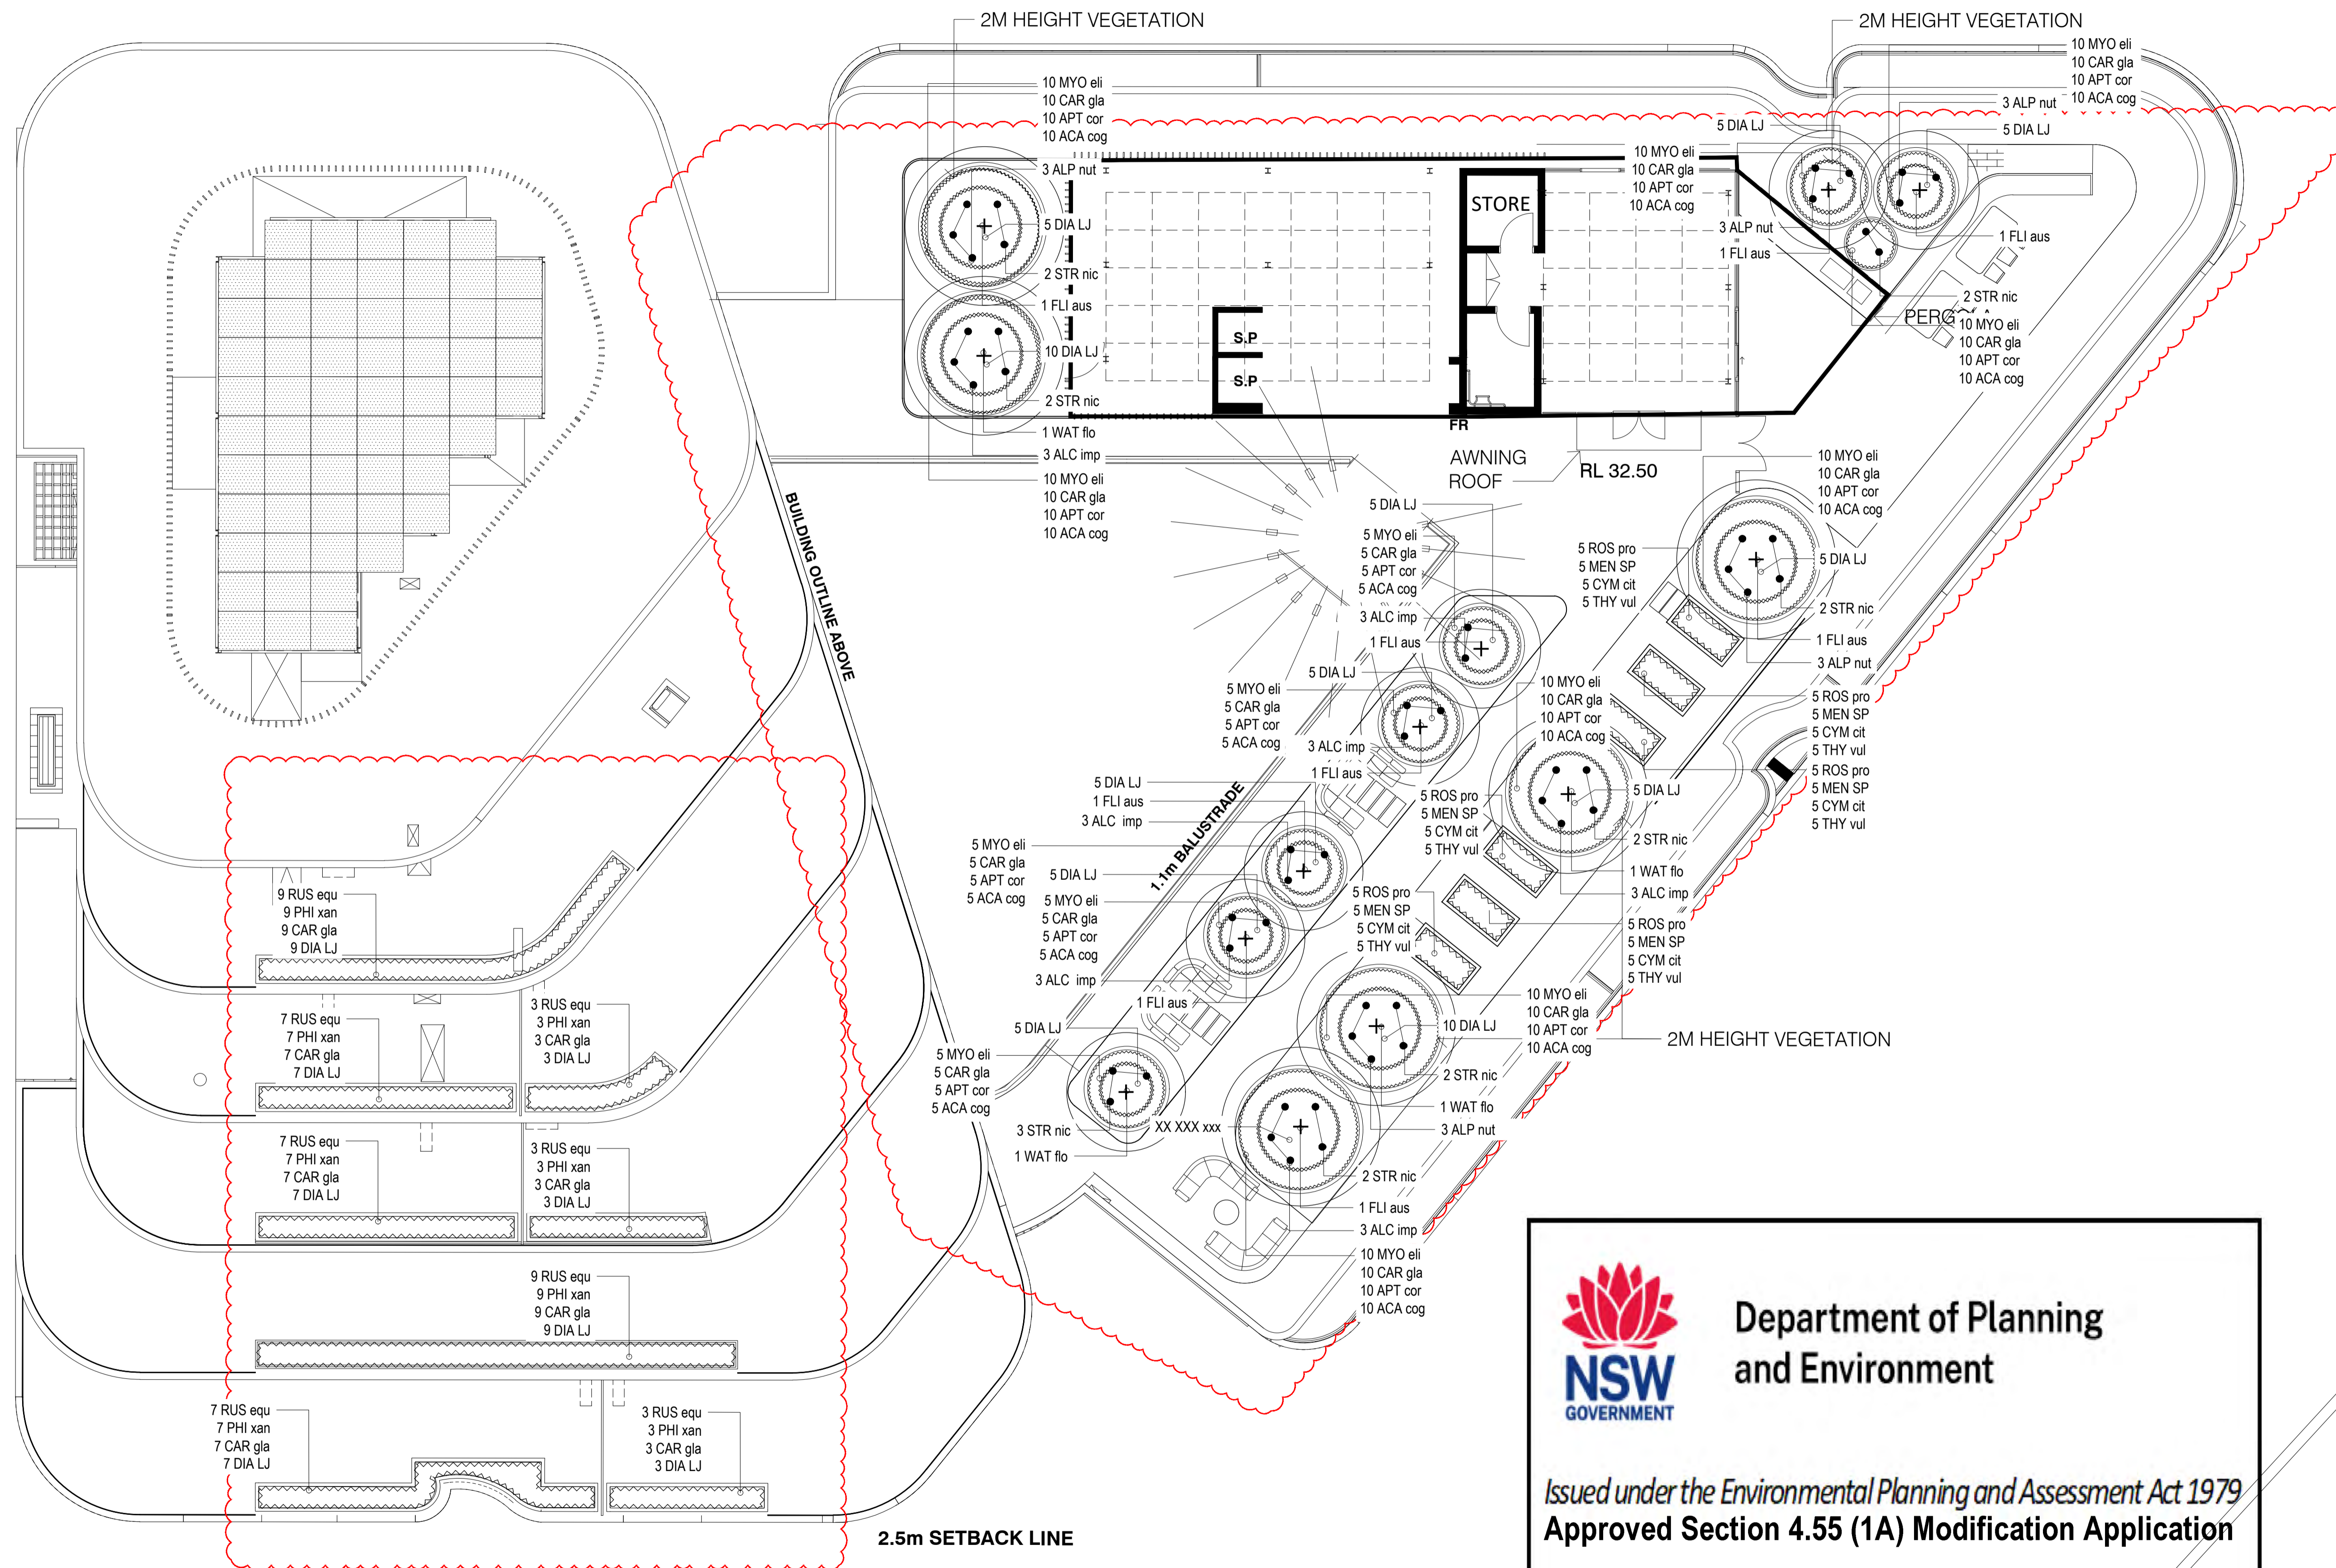 2M HEIGHT VEGETATION
2M HEIGHT VEGETATION
10 MYO eli
10 CAR gla
10 APT cor
10 ACA cog
10 MYO eli
10 CAR gla
10 APT cor
10 ACA cog
3 ALP nut
5 DIA LJ
5 DIA LJ
10 MYO eli
10 CAR gla
10 APT cor
10 ACA cog
3 ALP nut
5 DIA LJ
2 STR nic
1 FLI aus
10 DIA LJ
2 STR nic
1 WAT flo
3 ALC imp
10 MYO eli
10 CAR gla
10 APT cor
10 ACA cog
STORE
S.P
S.P
FR
3 ALP nut
1 FLI aus
1 FLI aus
2 STR nic
10 MYO eli
10 CAR gla
10 APT cor
10 ACA cog
AWNING
ROOF
RL 32.50
BUILDING OUTLINE ABOVE
10 MYO eli
10 CAR gla
10 APT cor
10 ACA cog
5 DIA LJ
5 MYO eli
5 CAR gla
5 APT cor
5 ACA cog
3 ALC imp
1 FLI aus
5 ROS pro
5 MEN SP
5 CYM cit
5 THY vul
5 DIA LJ
2 STR nic
1 FLI aus
3 ALP nut
5 DIA LJ
5 MYO eli
5 CAR gla
5 APT cor
5 ACA cog
3 ALC imp
1 FLI aus
10 MYO eli
10 CAR gla
10 APT cor
10 ACA cog
5 ROS pro
5 MEN SP
5 CYM cit
5 THY vul
5 ROS pro
5 MEN SP
5 CYM cit
5 THY vul
5 DIA LJ
1 FLI aus
3 ALC imp
1.1m BALUSTRADE
5 ROS pro
5 MEN SP
5 CYM cit
5 THY vul
5 DIA LJ
2 STR nic
1 WAT flo
3 ALC imp
5 MYO eli
5 CAR gla
5 APT cor
5 ACA cog
5 DIA LJ
5 MYO eli
5 CAR gla
5 APT cor
5 ACA cog
3 ALC imp
1 FLI aus
5 ROS pro
5 MEN SP
5 CYM cit
5 THY vul
5 ROS pro
5 MEN SP
5 CYM cit
5 THY vul
9 RUS equ
9 PHI xan
9 CAR gla
9 DIA LJ
7 RUS equ
7 PHI xan
7 CAR gla
7 DIA LJ
3 RUS equ
3 PHI xan
3 CAR gla
3 DIA LJ
5 DIA LJ
5 MYO eli
5 CAR gla
5 APT cor
5 ACA cog
3 STR nic
1 WAT flo
XX XXX xxx
10 MYO eli
10 CAR gla
10 APT cor
10 ACA cog
10 DIA LJ
2M HEIGHT VEGETATION
2 STR nic
1 WAT flo
3 ALP nut
2 STR nic
1 FLI aus
3 ALC imp
10 MYO eli
10 CAR gla
10 APT cor
10 ACA cog
7 RUS equ
7 PHI xan
7 CAR gla
7 DIA LJ
3 RUS equ
3 PHI xan
3 CAR gla
3 DIA LJ
9 RUS equ
9 PHI xan
9 CAR gla
9 DIA LJ
7 RUS equ
7 PHI xan
7 CAR gla
7 DIA LJ
3 RUS equ
3 PHI xan
3 CAR gla
3 DIA LJ
2.5m SETBACK LINE
NSW
GOVERNMENT
Department of Planning
and Environment
Issued under the Environmental Planning and Assessment Act 1979
Approved Section 4.55 (1A) Modification Application